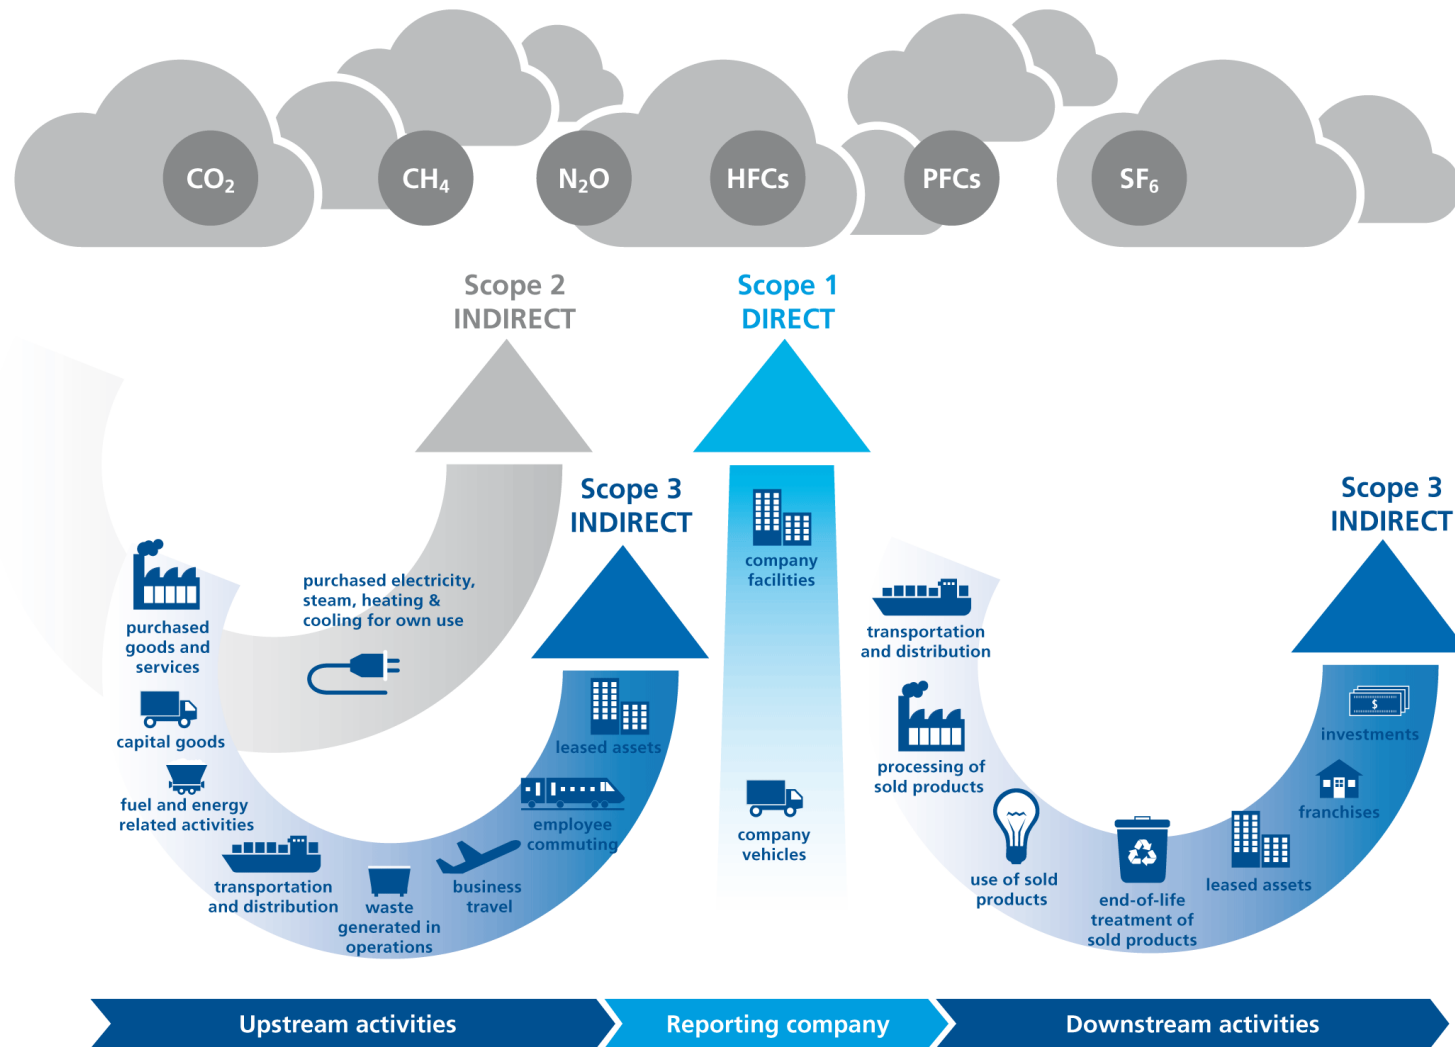 CO₂
CH₄
N₂O
HFCs
PFCs
SF₆
Scope 2
INDIRECT
Scope 1
DIRECT
Scope 3
INDIRECT
Scope 3
INDIRECT
purchased electricity,
steam, heating &
cooling for own use
purchased
goods and
services
capital goods
fuel and energy
related activities
transportation
and distribution
waste
generated in
operations
business
travel
employee
commuting
leased assets
company
facilities
company
vehicles
transportation
and distribution
processing of
sold products
use of sold
products
end-of-life
treatment of
sold products
leased assets
franchises
$
investments
Upstream activities
Reporting company
Downstream activities